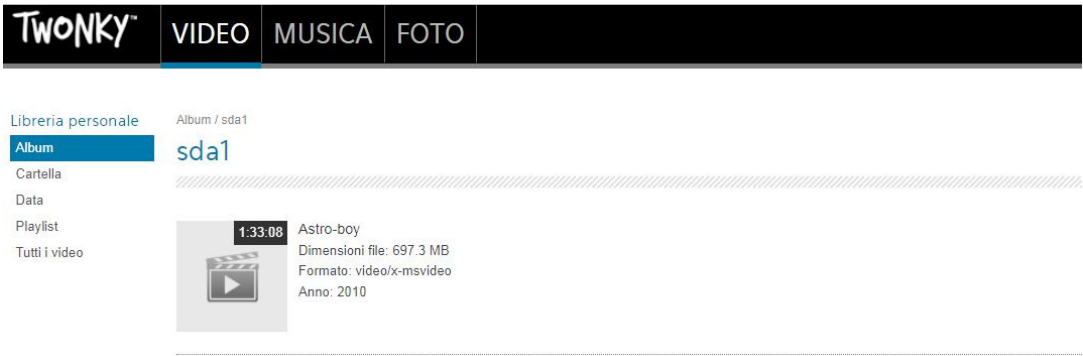 TWONKY™ VIDEO MUSICA FOTO
Libreria personale
Album
Cartella
Data
Playlist
Tutti i video
Album / sda1
sda1
1:33:08
Astro-boy
Dimensioni file: 697.3 MB
Formato: video/x-msvideo
Anno: 2010